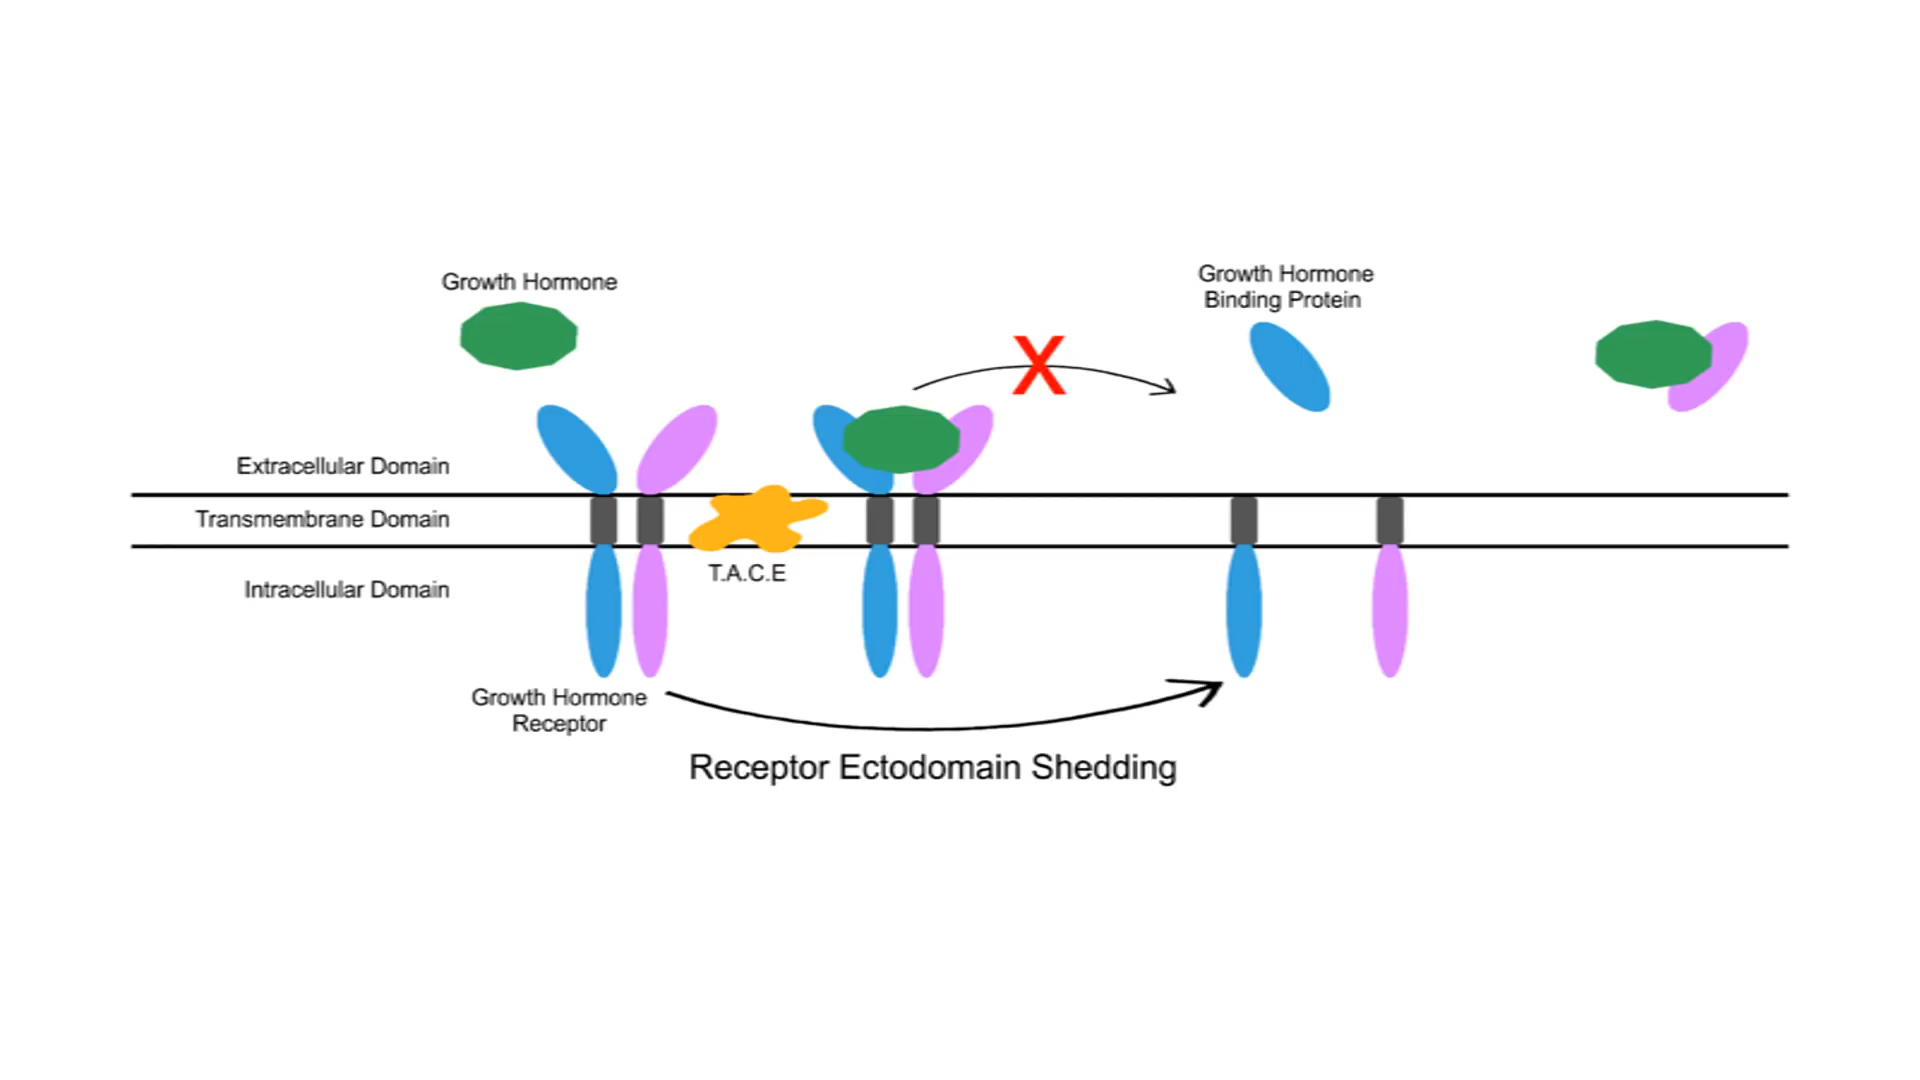 Growth Hormone
Growth Hormone
Binding Protein
X
Extracellular Domain
Transmembrane Domain
T.A.C.E
Intracellular Domain
Growth Hormone
Receptor
Receptor Ectodomain Shedding